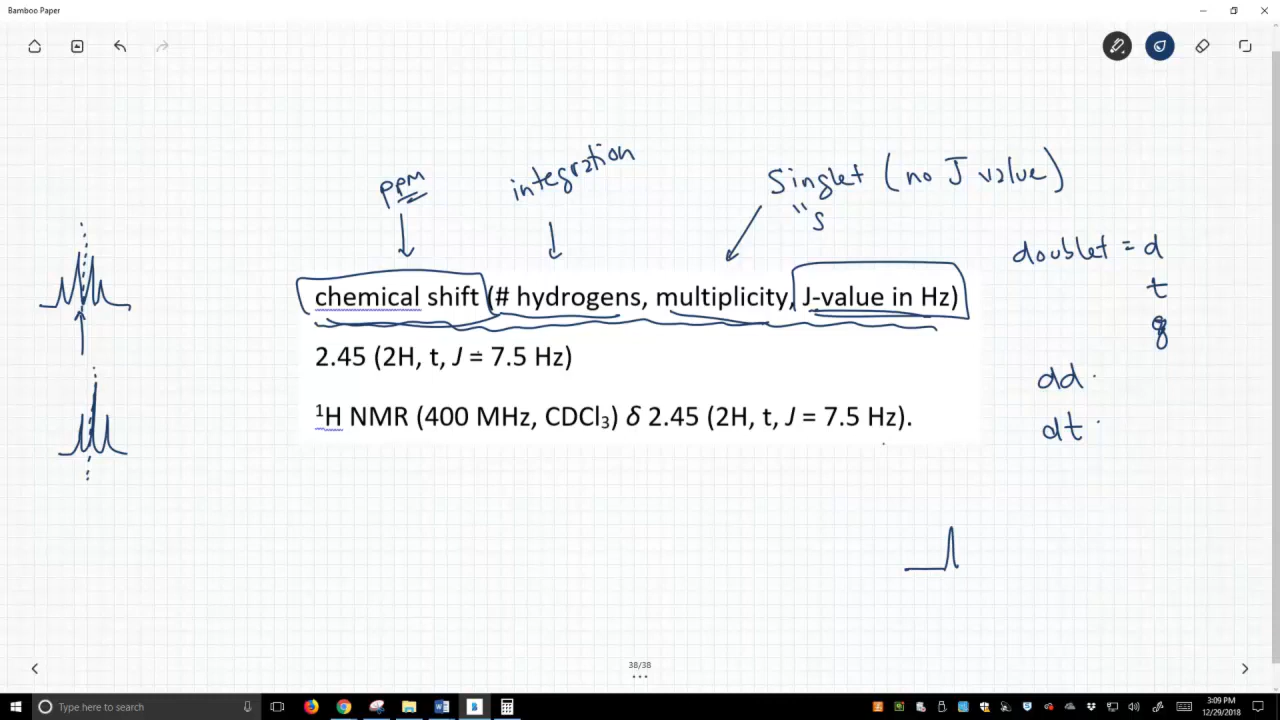 Bamboo Paper
ppm
integration
Singlet (no J value)
"s
doublet = d
t
q
dd
dt
chemical shift (# hydrogens, multiplicity, J-value in Hz)
2.45 (2H, t, J = 7.5 Hz)
¹H NMR (400 MHz, CDCl₃) δ 2.45 (2H, t, J = 7.5 Hz).
38/38
Type here to search
3:09 PM
12/29/2018